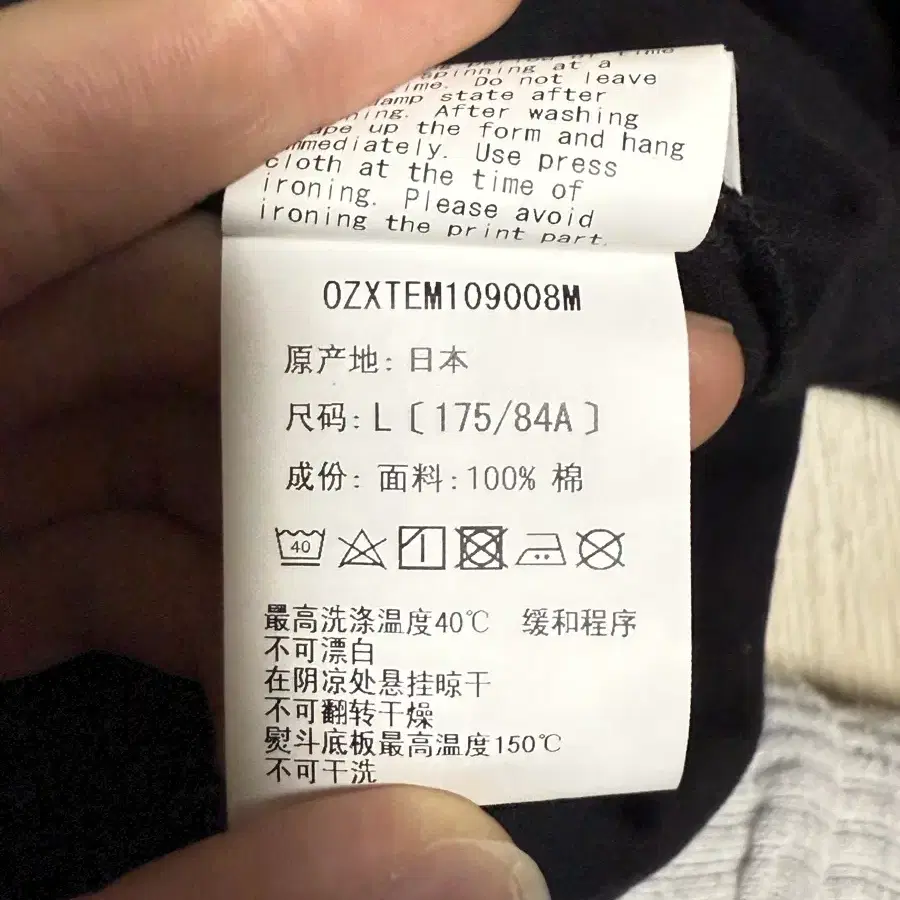 time
spinning at a
time. Do not leave
damp state after
After washing
up the form and hang
immediately. Use press
cloth at the time of
ironing. Please avoid
ironing the print part.
OZXTEM109008M
原产地: 日本
尺码: L〔175/84A〕
成份: 面料:100% 棉
40
最高洗涤温度40℃ 缓和程序
不可漂白
在阴凉处悬挂晾干
不可翻转干燥
熨斗底板最高温度150℃
不可干洗